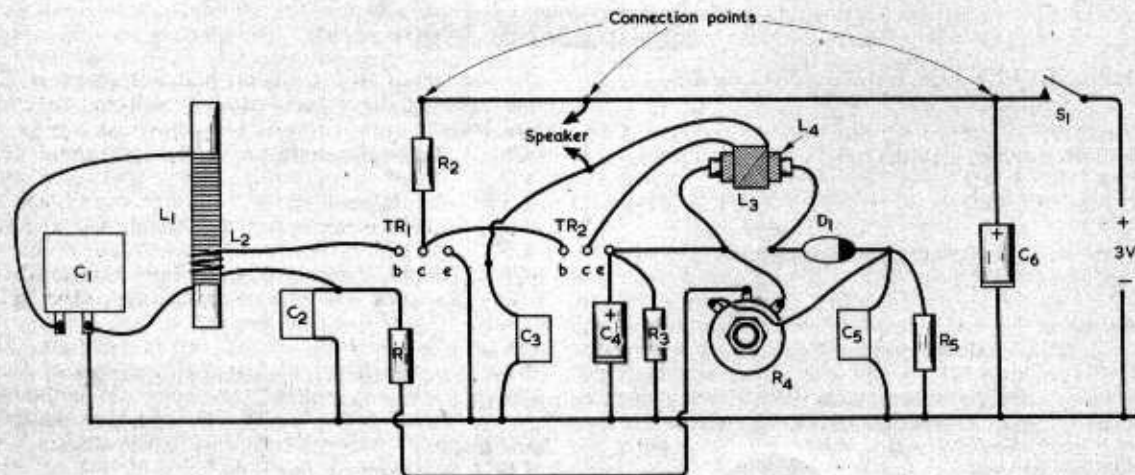 Connection points
Speaker
S1
L4
R2
L3
L1
L2
TR1
TR2
D1
+
3V
-
b c e
b c e
C1
C2
R1
C3
+
C4
R3
R4
C5
R5
+
C6